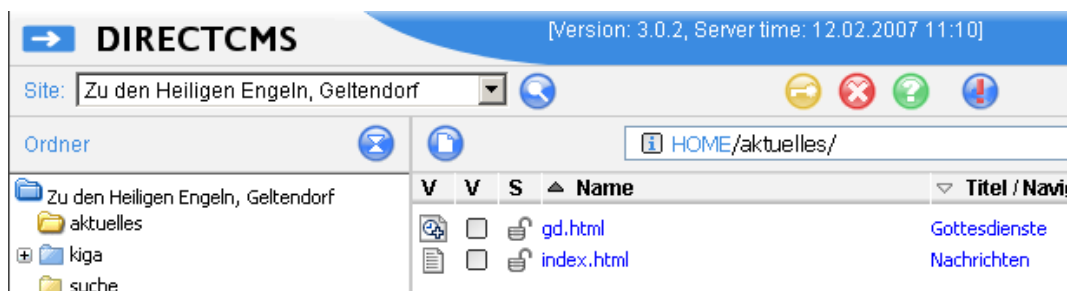 DIRECTCMS [Version: 3.0.2, Server time: 12.02.2007 11:10]
Site: Zu den Heiligen Engeln, Geltendorf
Ordner HOME/aktuelles/
V V S Name Titel / Navi
Zu den Heiligen Engeln, Geltendorf
aktuelles gd.html Gottesdienste
kiga index.html Nachrichten
suche